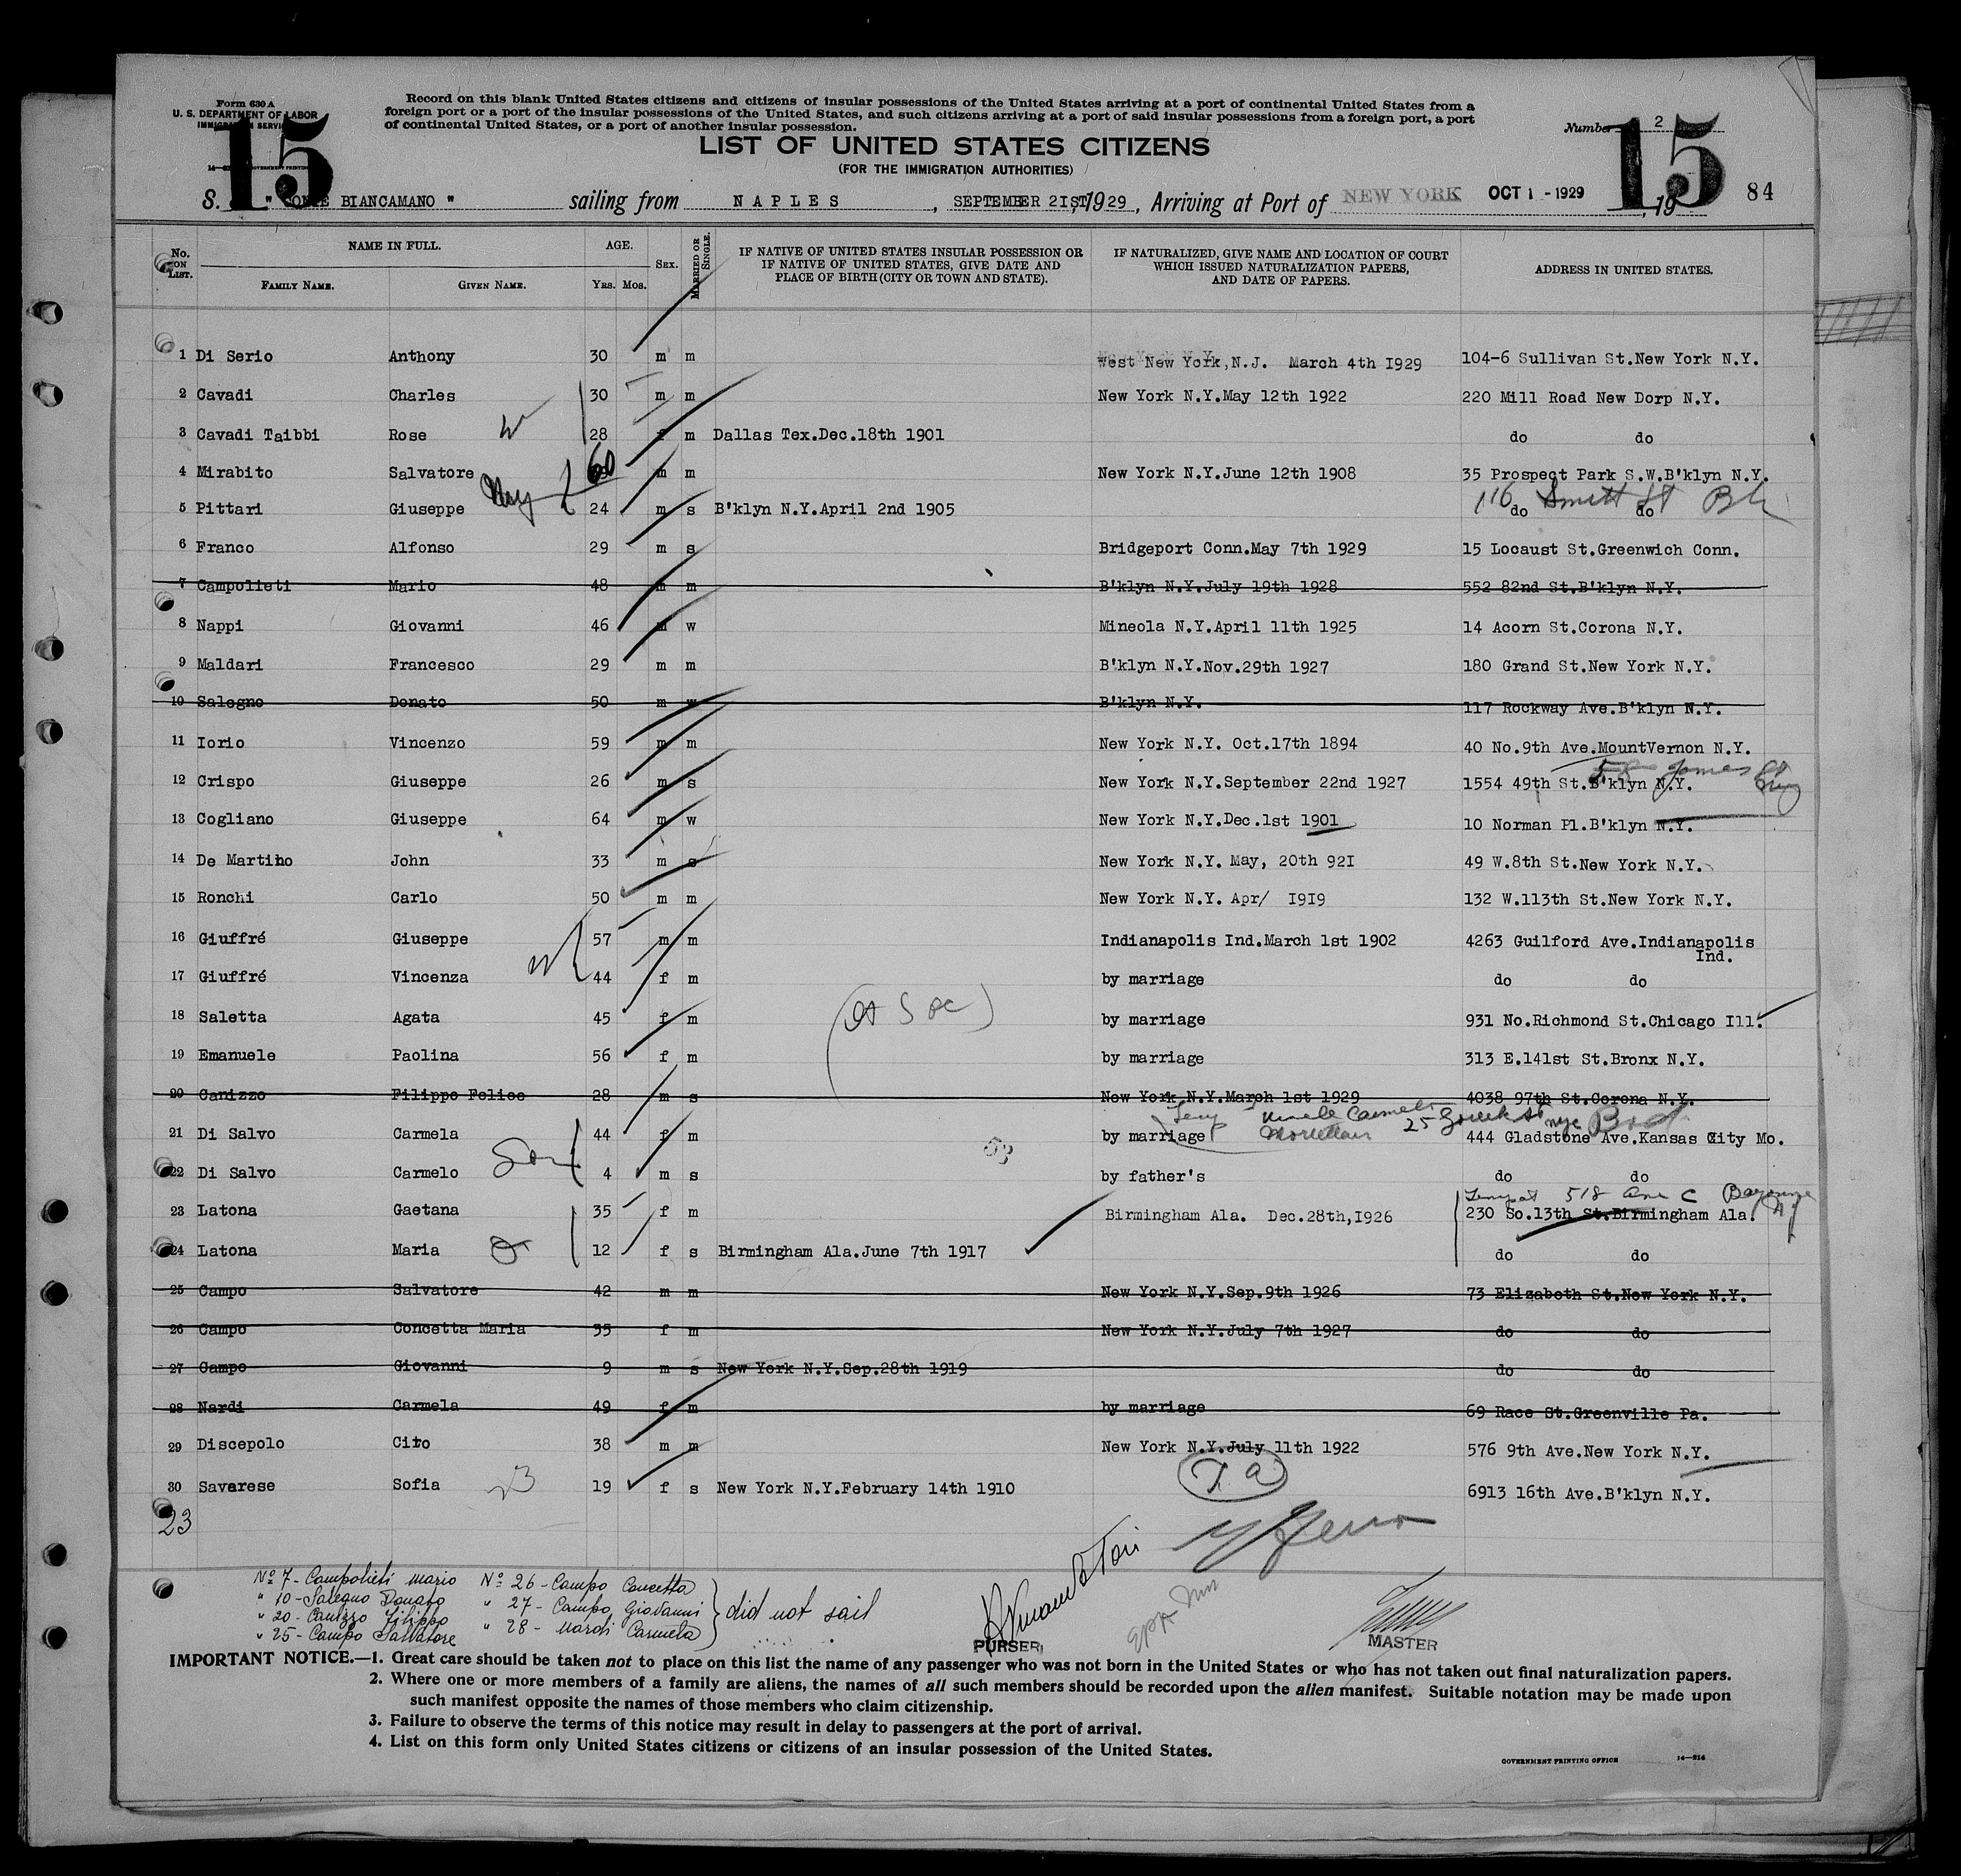 Form 630 A
U. S. DEPARTMENT OF LABOR
Record on this blank United States citizens and citizens of insular possessions of the United States arriving at a port of continental United States from a
foreign port or a port of the insular possessions of the United States, and such citizens arriving at a port of said insular possessions from a foreign port, a port
of continental United States, or a port of another insular possession.
15
Number 2
15
LIST OF UNITED STATES CITIZENS
(FOR THE IMMIGRATION AUTHORITIES)
S. " CONTE BIANCAMANO " sailing from NAPLES , SEPTEMBER 21ST, 1929 , Arriving at Port of NEW YORK OCT 1 - 1929 , 19 84
No. ON LIST. NAME IN FULL. AGE. SEX. MARRIED OR SINGLE. IF NATIVE OF UNITED STATES INSULAR POSSESSION OR IF NATIVE OF UNITED STATES, GIVE DATE AND PLACE OF BIRTH (CITY OR TOWN AND STATE). IF NATURALIZED, GIVE NAME AND LOCATION OF COURT WHICH ISSUED NATURALIZATION PAPERS, AND DATE OF PAPERS. ADDRESS IN UNITED STATES.
FAMILY NAME. GIVEN NAME. YRS. MOS.
1 Di Serio Anthony 30 m m West New York,N.J. March 4th I929 104-6 Sullivan St.New York N.Y.
2 Cavadi Charles 30 m m New York N.Y.May 12th 1922 220 Mill Road New Dorp N.Y.
3 Cavadi Taibbi Rose W 28 f m Dallas Tex.Dec.18th 1901 do do
4 Mirabito Salvatore 60 m m New York N.Y.June 12th 1908 35 Prospect Park S.W.B'klyn N.Y.
116 Smith St
5 Pittari Giuseppe 24 m s B'klyn N.Y.April 2nd 1905 do do
6 Franco Alfonso 29 m s Bridgeport Conn.May 7th 1929 15 Locaust St.Greenwich Conn.
7 Campolieti Mario 48 m m B'klyn N.Y.July 19th 1928 552 82nd St.B'klyn N.Y.
8 Nappi Giovanni 46 m w Mineola N.Y.April 11th 1925 14 Acorn St.Corona N.Y.
9 Maldari Francesco 29 m m B'klyn N.Y.Nov.29th 1927 180 Grand St.New York N.Y.
10 Salegno Donato 50 m w B'klyn N.Y. 117 Rockway Ave.B'klyn N.Y.
11 Iorio Vincenzo 59 m m New York N.Y. Oct.17th 1894 40 No.9th Ave.MountVernon N.Y.
58 James St
12 Crispo Giuseppe 26 m s New York N.Y.September 22nd 1927 1554 49th St.B'klyn N.Y.
13 Cogliano Giuseppe 64 m w New York N.Y.Dec.1st 1901 10 Norman Pl.B'klyn N.Y.
14 De Martino John 33 m s New York N.Y. May, 20th 92I 49 W.8th St.New York N.Y.
15 Ronchi Carlo 50 m m New York N.Y. Apr/ I9I9 132 W.113th St.New York N.Y.
16 Giuffré Giuseppe 57 m m Indianapolis Ind.March 1st 1902 4263 Guilford Ave.Indianapolis
Ind.
17 Giuffré Vincenza 44 f m by marriage do do
18 Saletta Agata 45 f m by marriage 931 No.Richmond St.Chicago Ill.
19 Emanuele Paolina 56 f m by marriage 313 E.141st St.Bronx N.Y.
20 Canizzo Filippo Felice 28 m s New York N.Y.March 1st 1929 4038 97th St.Corona N.Y.
21 Di Salvo Carmela 44 f m by marriage 444 Gladstone Ave.Kansas City Mo.
Son
22 Di Salvo Carmelo 4 m s by father's do do
518 Ave C Bayonne
23 Latona Gaetana 35 f m Birmingham Ala. Dec.28th,I926 230 So.13th St.Birmingham Ala.
24 Latona Maria 12 f s Birmingham Ala.June 7th 1917 do do
25 Campo Salvatore 42 m m New York N.Y.Sep.9th 1926 73 Elizabeth St.New York N.Y.
26 Campo Concetta Maria 35 f m New York N.Y.July 7th 1927 do do
27 Campo Giovanni 9 m s New York N.Y.Sep.28th 1919 do do
28 Nardi Carmela 49 f m by marriage 69 Race St.Greenville Pa.
29 Discepolo Ciro 38 m m New York N.Y.July 11th 1922 576 9th Ave.New York N.Y.
30 Savarese Sofia 19 f s New York N.Y.February 14th 1910 6913 16th Ave.B'klyn N.Y.
23
Nº 7 - Campolieti Mario Nº 26 - Campo Concetta
" 10 - Salegno Donato " 27 - Campo Giovanni did not sail
" 20 - Canizzo Filippo " 28 - Nardi Carmela
" 25 - Campo Salvatore
PURSER MASTER
IMPORTANT NOTICE.—1. Great care should be taken not to place on this list the name of any passenger who was not born in the United States or who has not taken out final naturalization papers.
2. Where one or more members of a family are aliens, the names of all such members should be recorded upon the alien manifest. Suitable notation may be made upon
such manifest opposite the names of those members who claim citizenship.
3. Failure to observe the terms of this notice may result in delay to passengers at the port of arrival.
4. List on this form only United States citizens or citizens of an insular possession of the United States.
GOVERNMENT PRINTING OFFICE 14—814